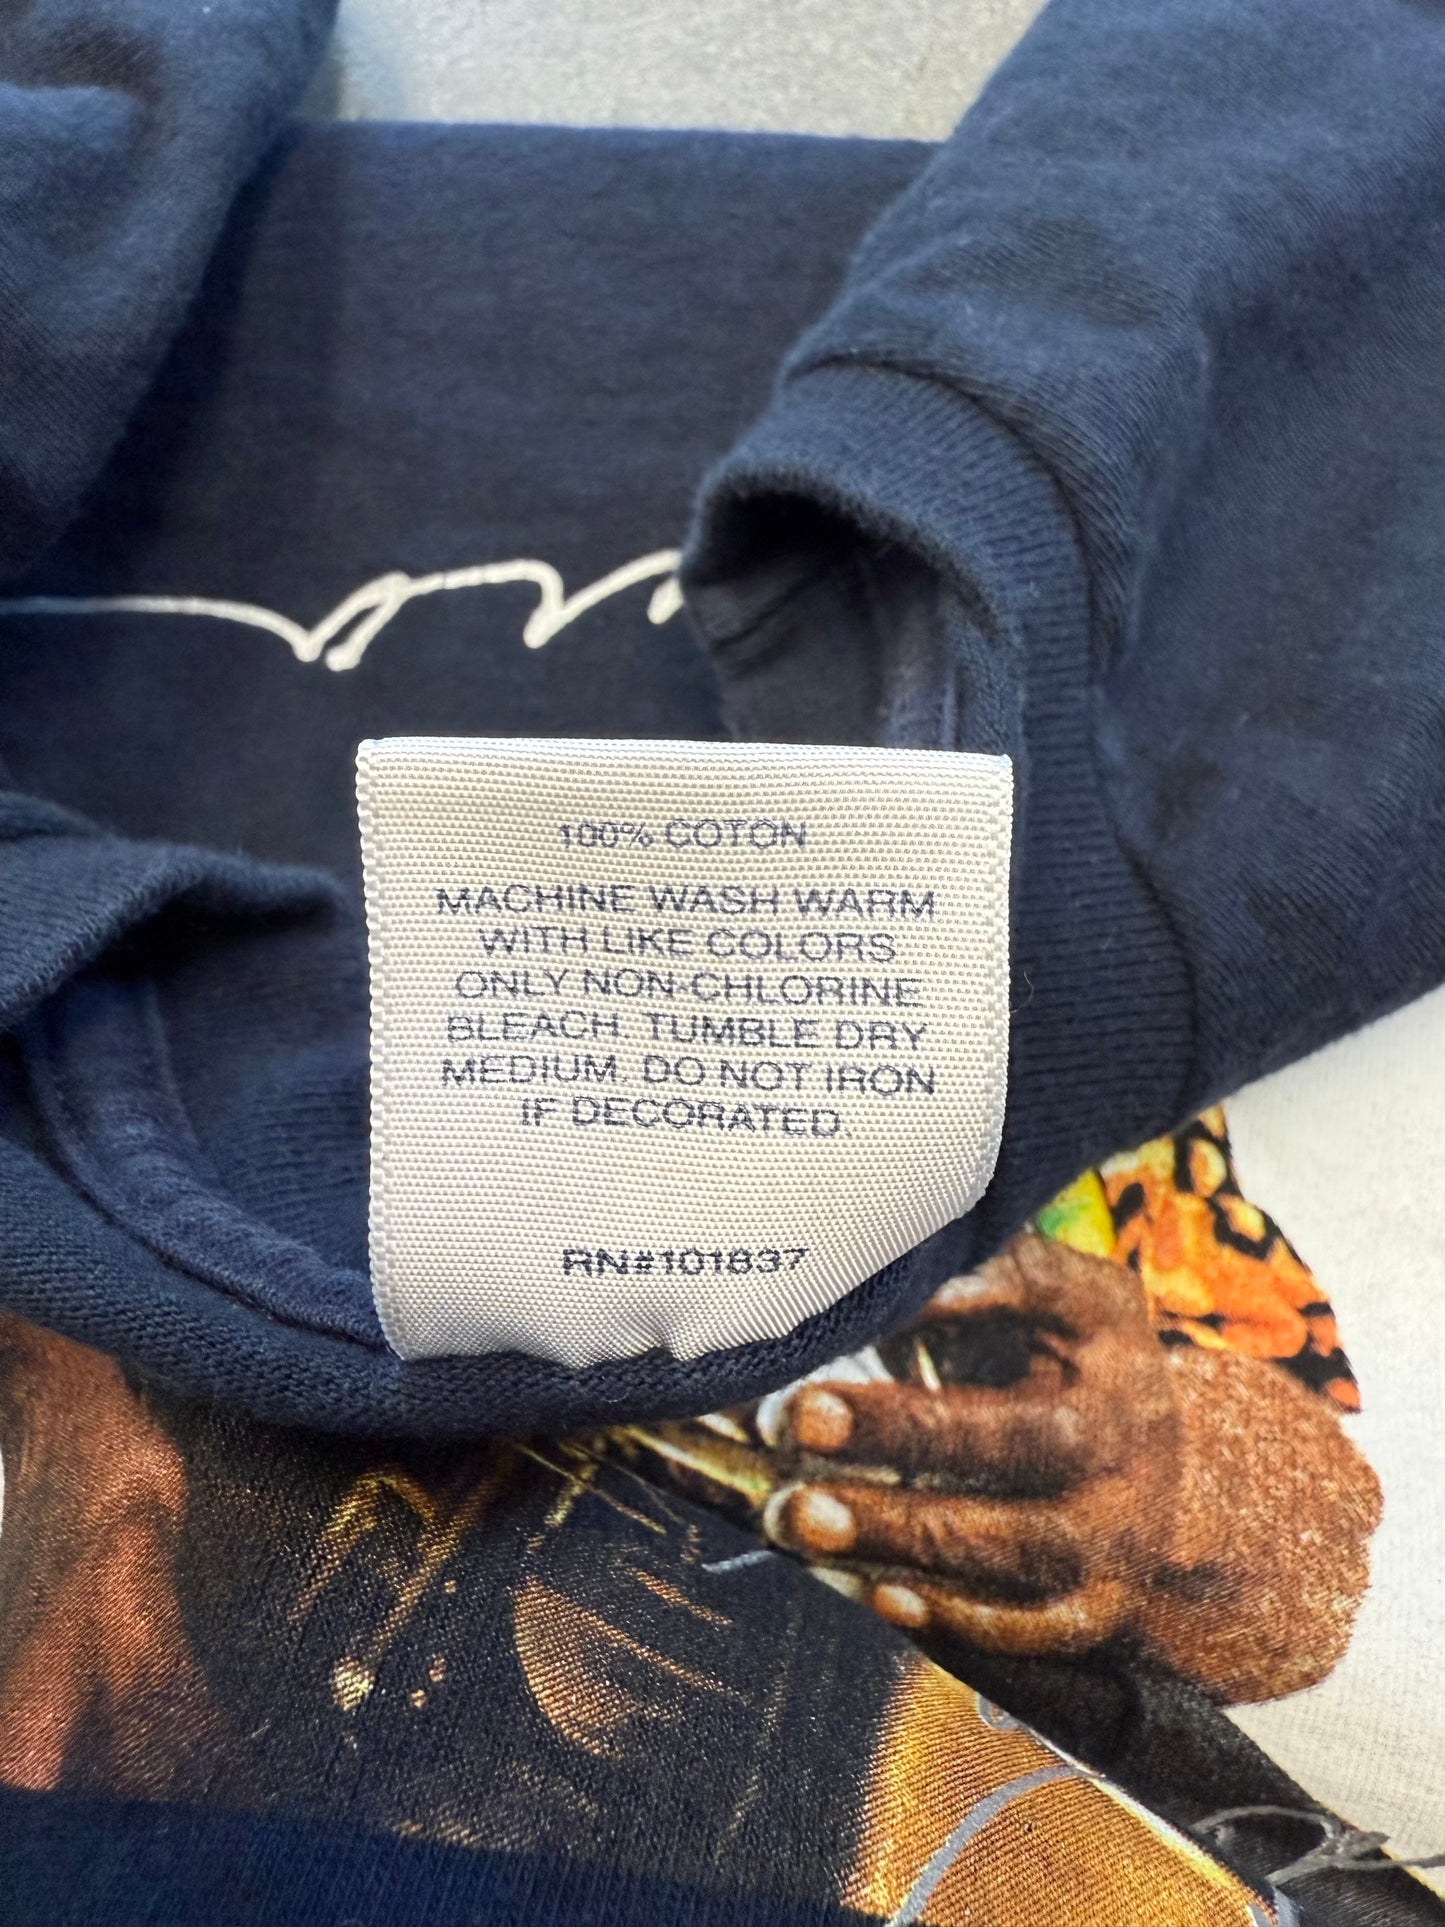 100% COTON
MACHINE WASH WARM
WITH LIKE COLORS
ONLY NON-CHLORINE
BLEACH. TUMBLE DRY
MEDIUM. DO NOT IRON
IF DECORATED.
RN#101837